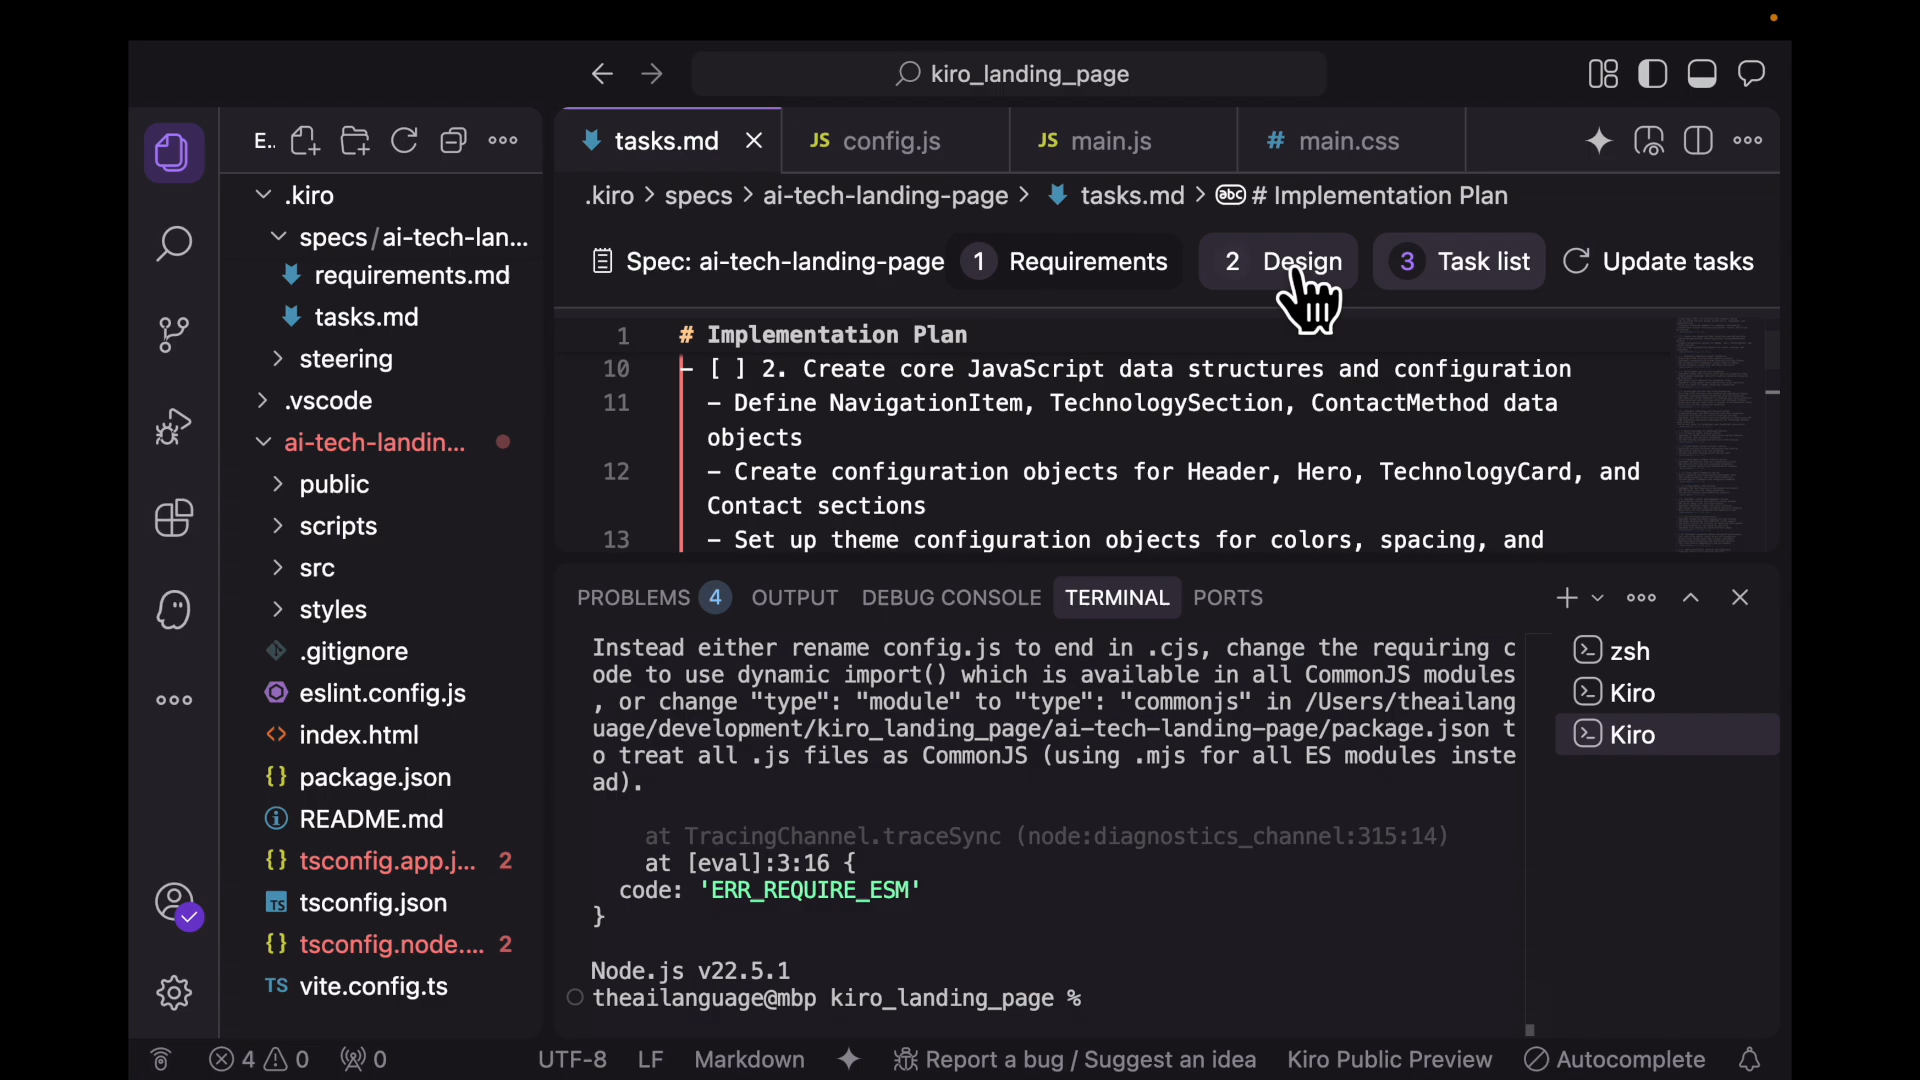 kiro_landing_page
E..
tasks.md
JS config.js
JS main.js
# main.css
.kiro > specs > ai-tech-landing-page > tasks.md > abc # Implementation Plan
Spec: ai-tech-landing-page 1 Requirements 2 Design 3 Task list Update tasks
.kiro
specs/ai-tech-lan...
requirements.md
tasks.md
steering
.vscode
ai-tech-landin...
public
scripts
src
styles
.gitignore
eslint.config.js
<> index.html
{} package.json
README.md
{} tsconfig.app.j... 2
TS tsconfig.json
{} tsconfig.node.... 2
TS vite.config.ts
1 # Implementation Plan
10 - [ ] 2. Create core JavaScript data structures and configuration
11 - Define NavigationItem, TechnologySection, ContactMethod data
objects
12 - Create configuration objects for Header, Hero, TechnologyCard, and
Contact sections
13 - Set up theme configuration objects for colors, spacing, and
PROBLEMS 4 OUTPUT DEBUG CONSOLE TERMINAL PORTS
Instead either rename config.js to end in .cjs, change the requiring c
ode to use dynamic import() which is available in all CommonJS modules
, or change "type": "module" to "type": "commonjs" in /Users/theailang
uage/development/kiro_landing_page/ai-tech-landing-page/package.json t
o treat all .js files as CommonJS (using .mjs for all ES modules inste
ad).
at TracingChannel.traceSync (node:diagnostics_channel:315:14)
at [eval]:3:16 {
code: 'ERR_REQUIRE_ESM'
}
Node.js v22.5.1
theailanguage@mbp kiro_landing_page %
zsh
Kiro
Kiro
4 0 0 UTF-8 LF Markdown Report a bug / Suggest an idea Kiro Public Preview Autocomplete